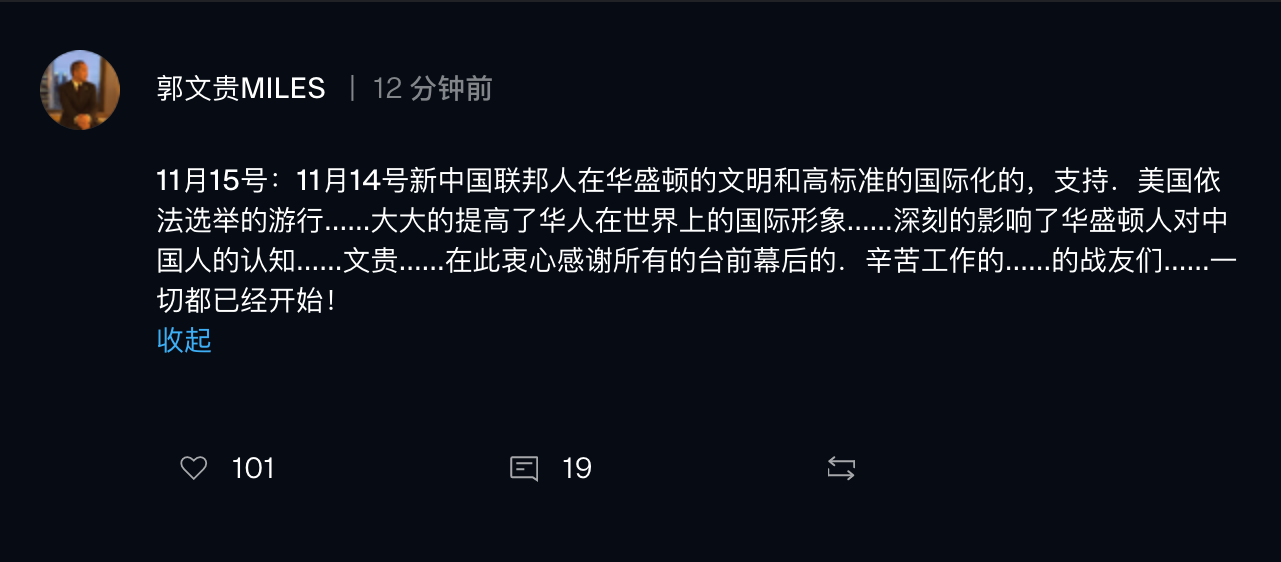 郭文贵MILES | 12 分钟前
11月15号：11月14号新中国联邦人在华盛顿的文明和高标准的国际化的，支持．美国依
法选举的游行……大大的提高了华人在世界上的国际形象……深刻的影响了华盛顿人对中
国人的认知……文贵……在此衷心感谢所有的台前幕后的．辛苦工作的……的战友们……一
切都已经开始！
收起
101 19